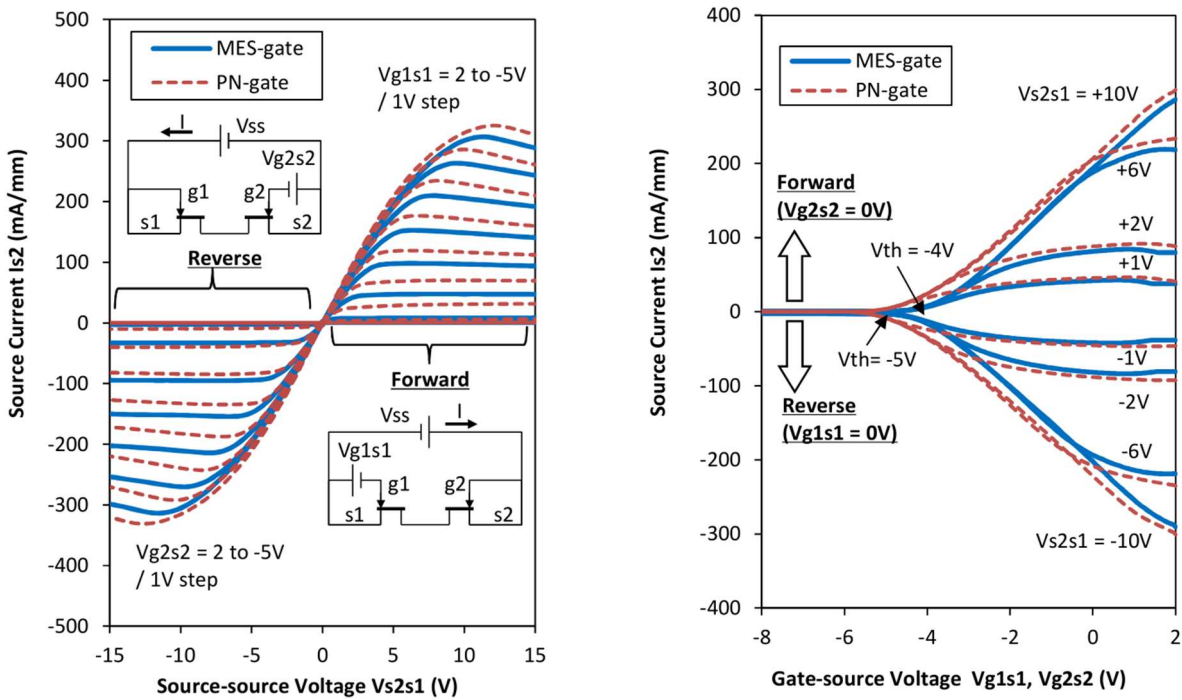 500
400
300
200
100
0
-100
-200
-300
-400
-500
Source Current Is2 (mA/mm)
MES-gate
PN-gate
Vg1s1 = 2 to -5V
/ 1V step
I
Vss
Vg2s2
g1
g2
s1
s2
Reverse
Forward
Vss
I
Vg1s1
g1
g2
s1
s2
Vg2s2 = 2 to -5V
/ 1V step
-15
-10
-5
0
5
10
15
Source-source Voltage Vs2s1 (V)
400
300
200
100
0
-100
-200
-300
-400
Source Current Is2 (mA/mm)
MES-gate
PN-gate
Vs2s1 = +10V
+6V
Forward
(Vg2s2 = 0V)
+2V
Vth = -4V
+1V
Vth= -5V
-1V
Reverse
(Vg1s1 = 0V)
-2V
-6V
Vs2s1 = -10V
-8
-6
-4
-2
0
2
Gate-source Voltage Vg1s1, Vg2s2 (V)